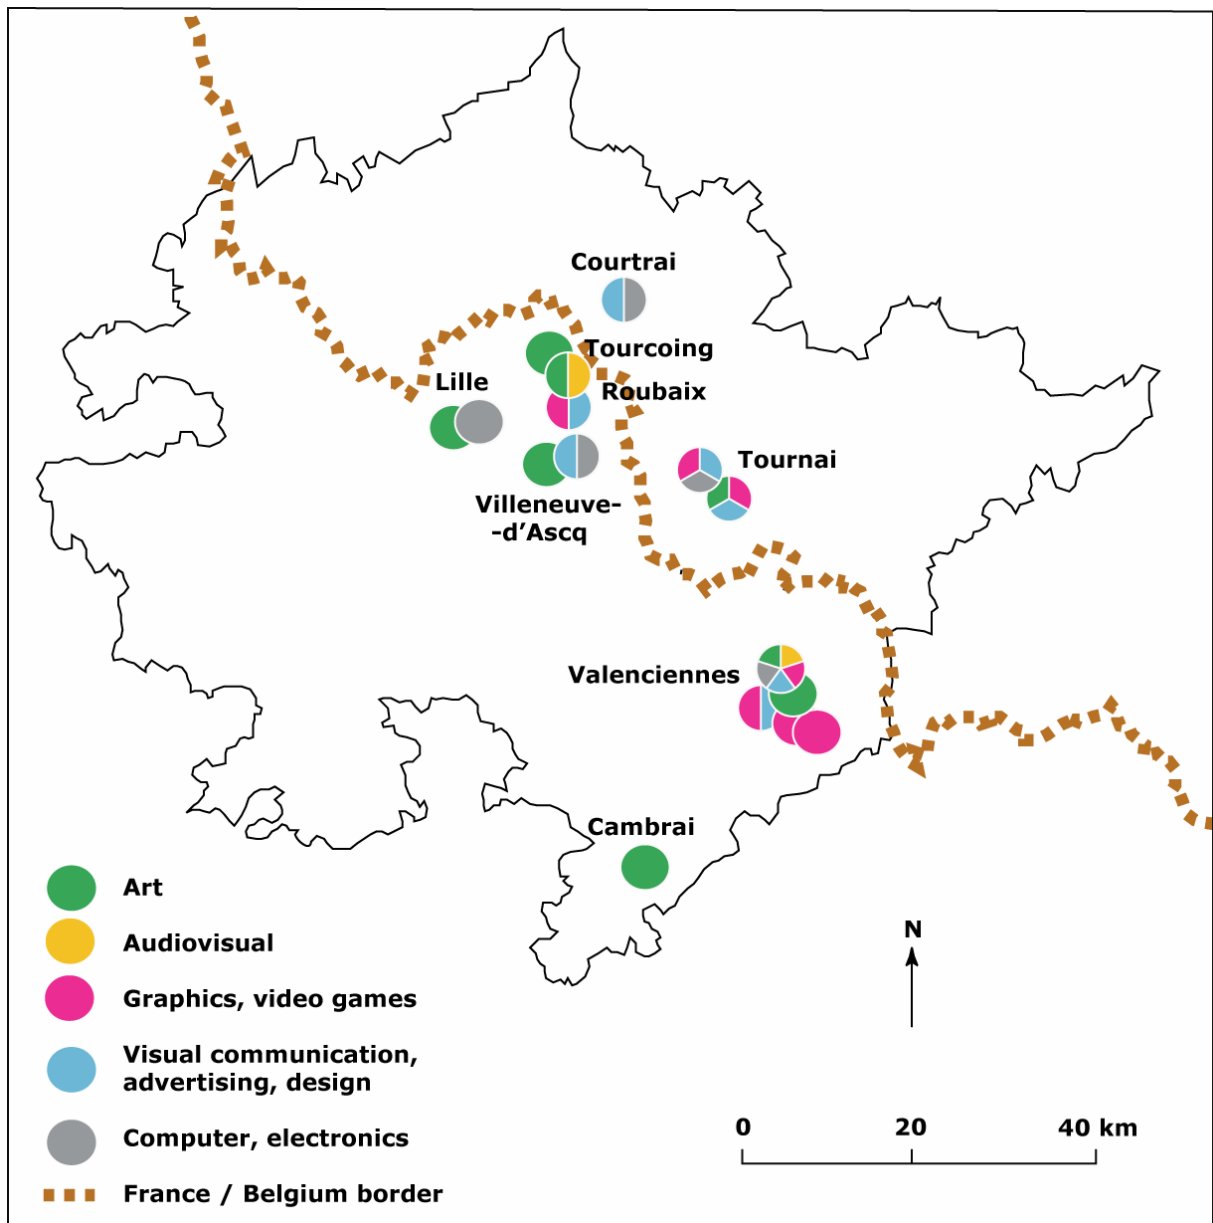 Courtrai
Tourcoing
Lille
Roubaix
Tournai
Villeneuve-
-d’Ascq
Valenciennes
Cambrai
Art
Audiovisual
Graphics, video games
Visual communication,
advertising, design
Computer, electronics
France / Belgium border
N
0 20 40 km